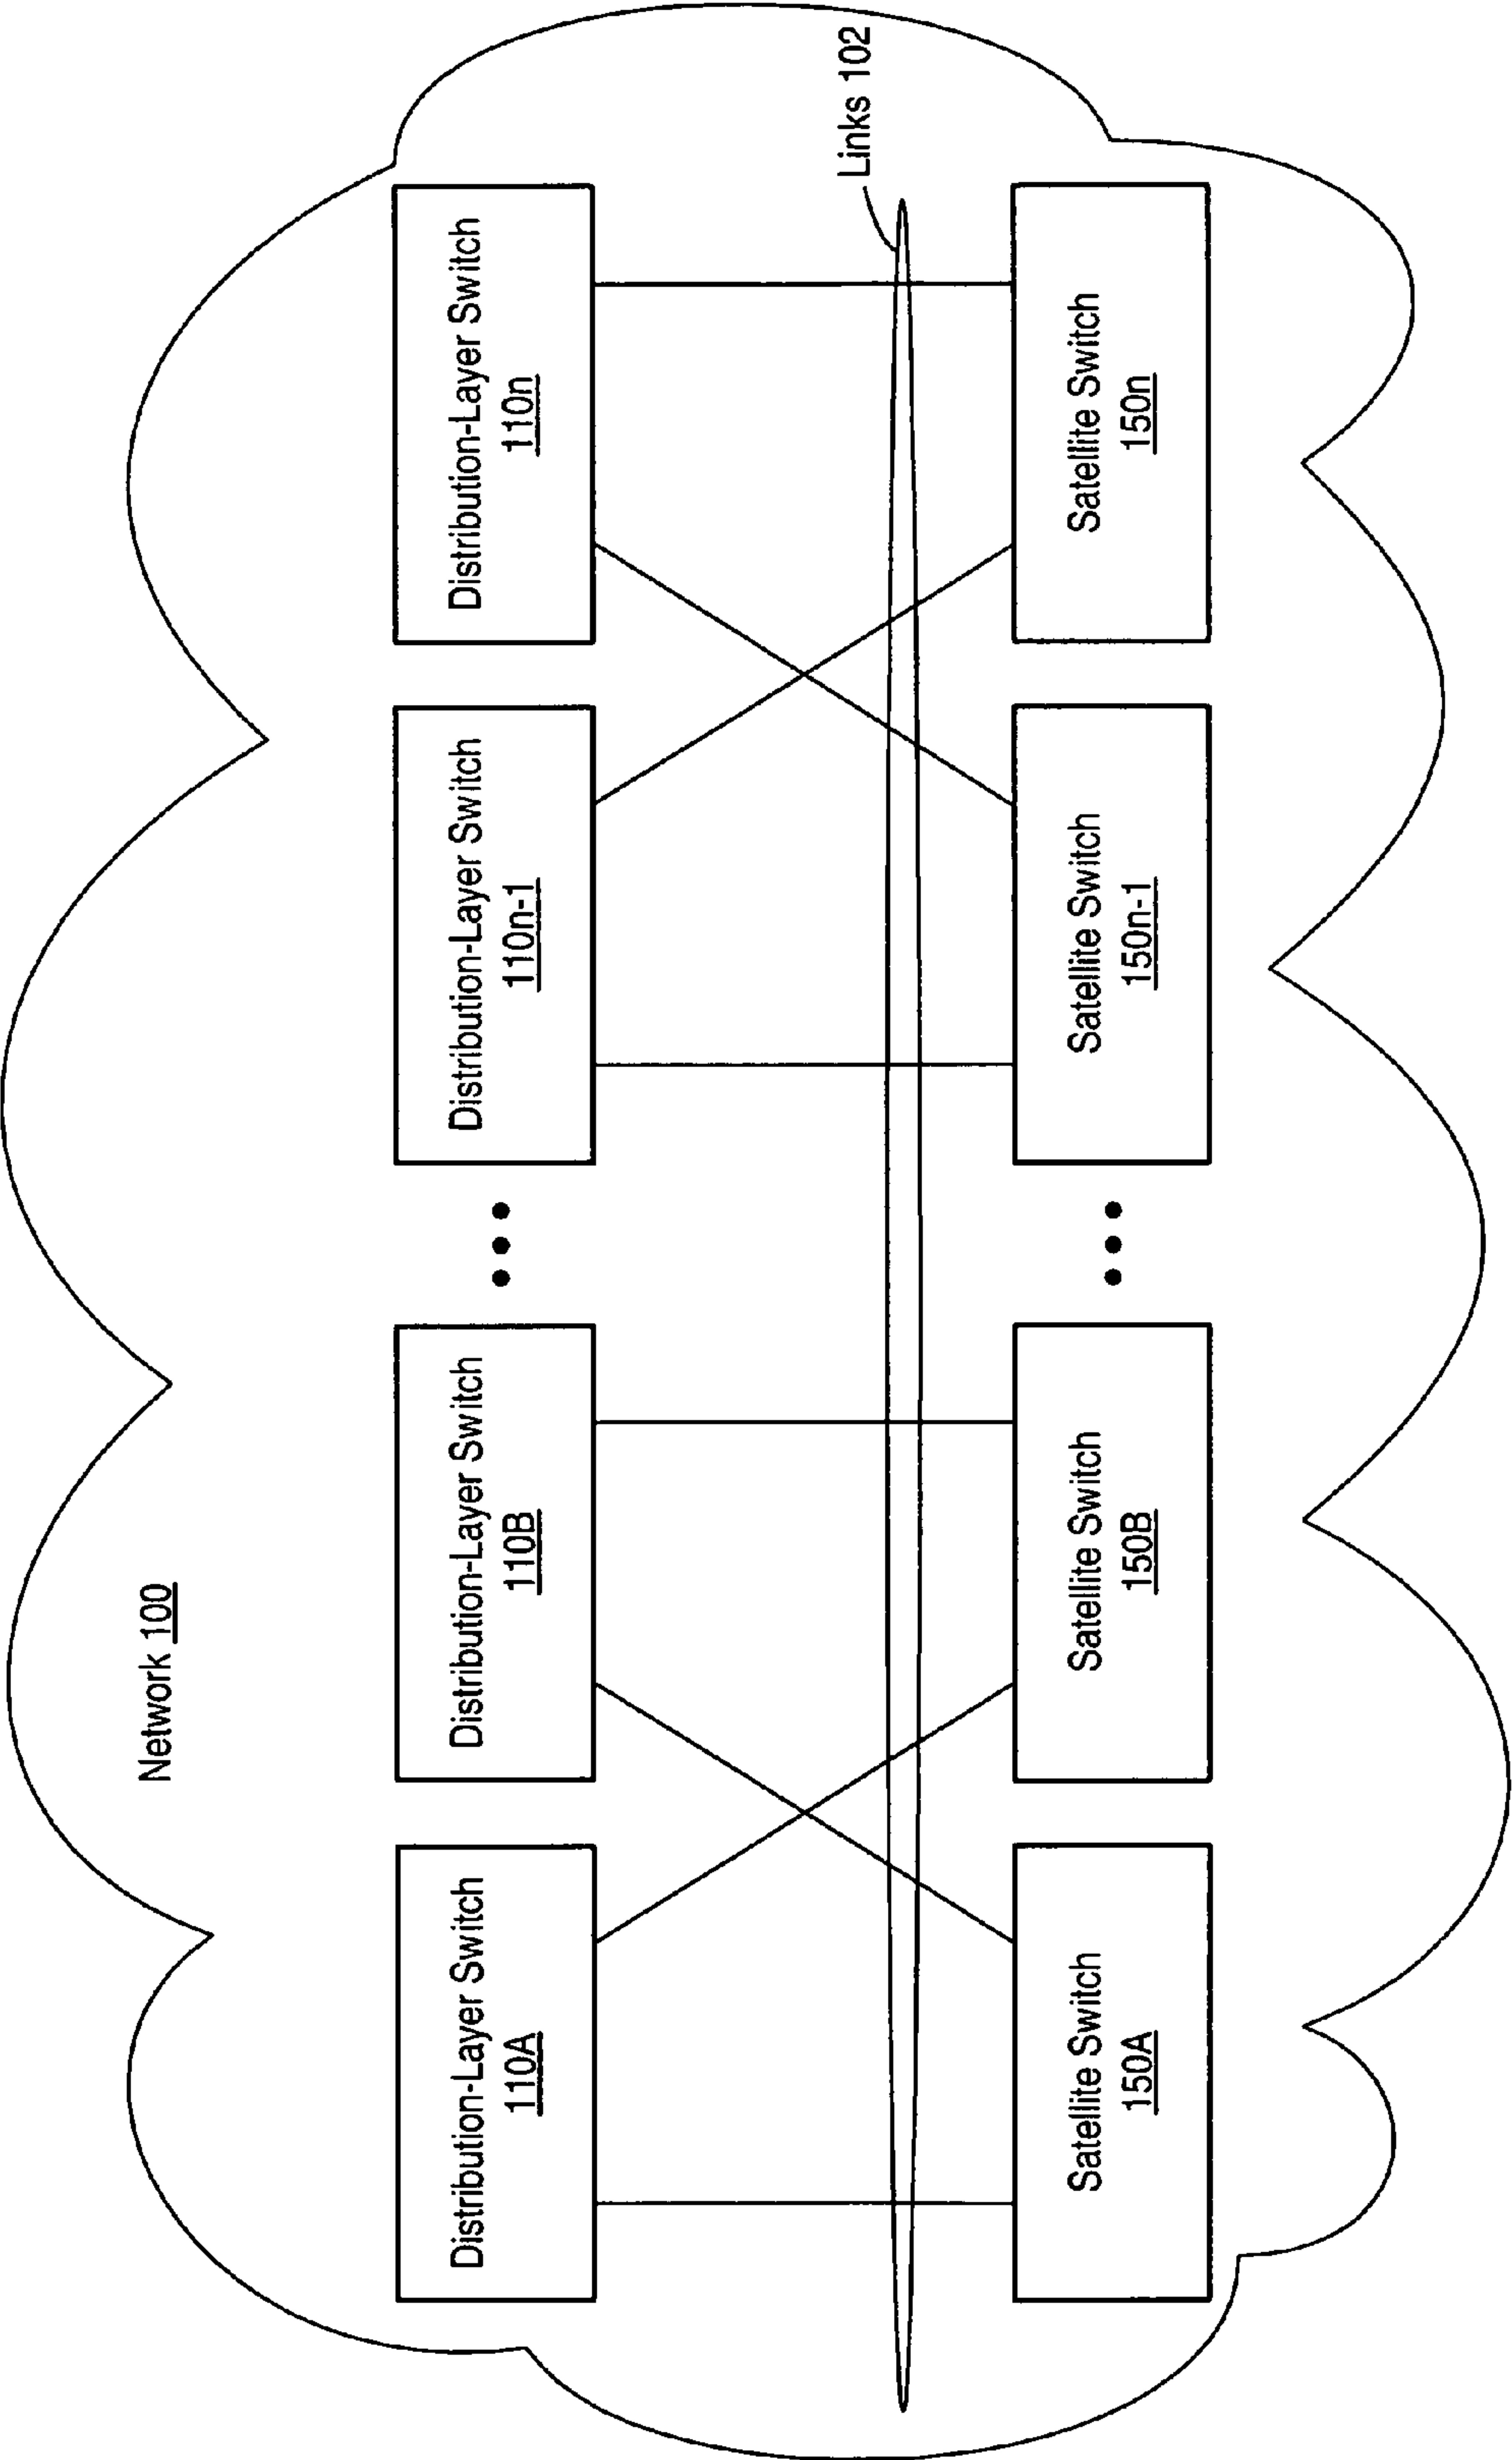 Network 100
Distribution-Layer Switch
110A
Distribution-Layer Switch
110B
Distribution-Layer Switch
110n-1
Distribution-Layer Switch
110n
Links 102
Satellite Switch
150A
Satellite Switch
150B
Satellite Switch
150n-1
Satellite Switch
150n